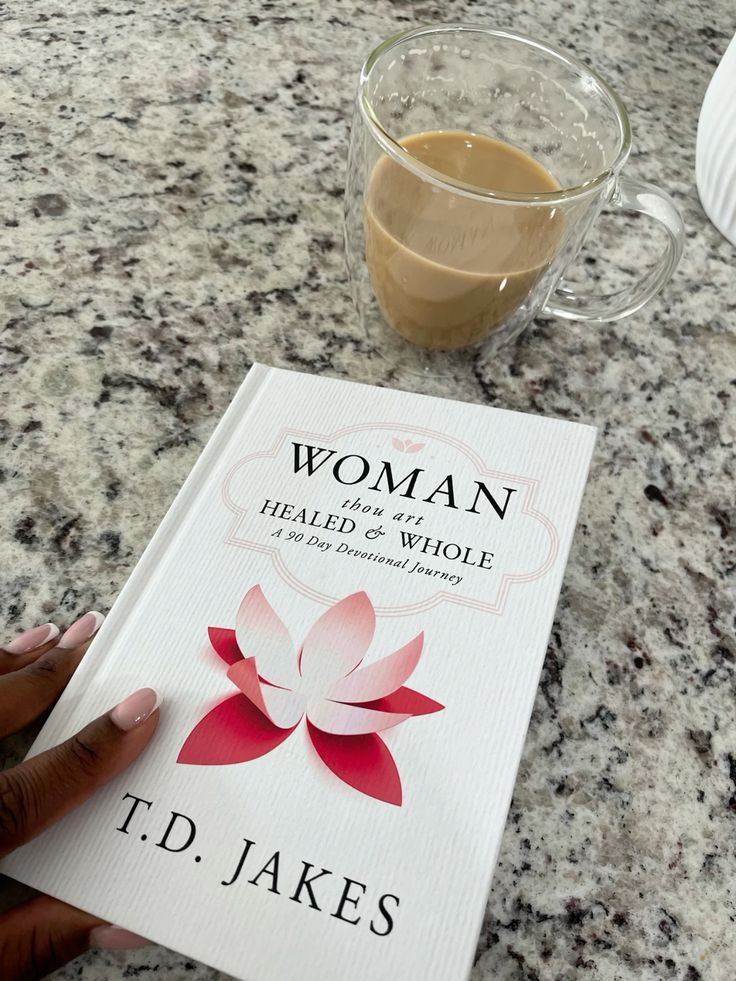 WOMAN
thou art
HEALED & WHOLE
A 90 Day Devotional Journey
T.D. JAKES